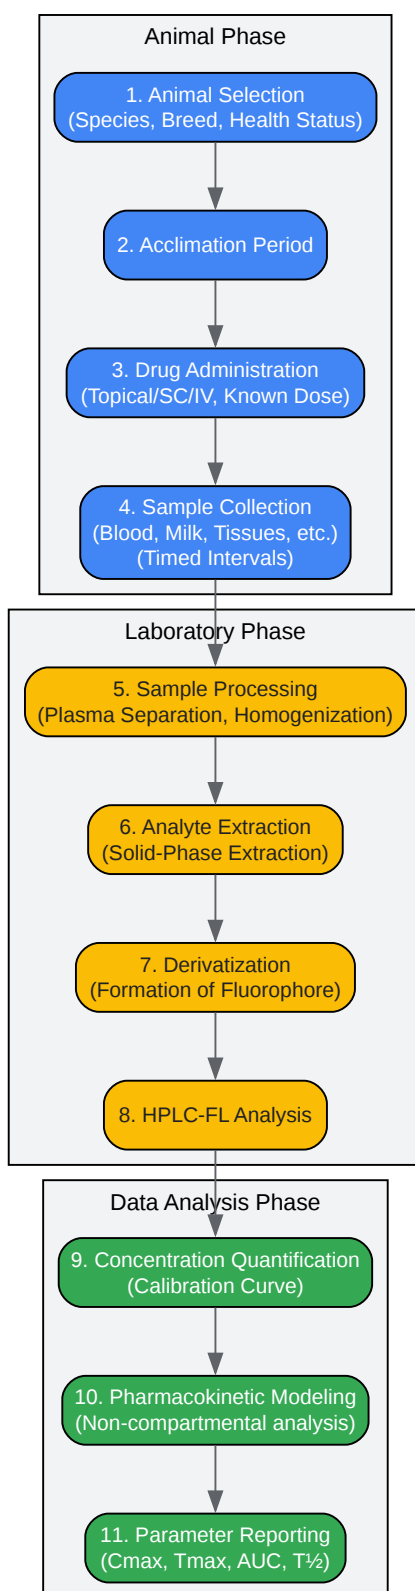 Animal Phase
1. Animal Selection
(Species, Breed, Health Status)
2. Acclimation Period
3. Drug Administration
(Topical/SC/IV, Known Dose)
4. Sample Collection
(Blood, Milk, Tissues, etc.)
(Timed Intervals)
Laboratory Phase
5. Sample Processing
(Plasma Separation, Homogenization)
6. Analyte Extraction
(Solid-Phase Extraction)
7. Derivatization
(Formation of Fluorophore)
8. HPLC-FL Analysis
Data Analysis Phase
9. Concentration Quantification
(Calibration Curve)
10. Pharmacokinetic Modeling
(Non-compartmental analysis)
11. Parameter Reporting
(Cmax, Tmax, AUC, T½)